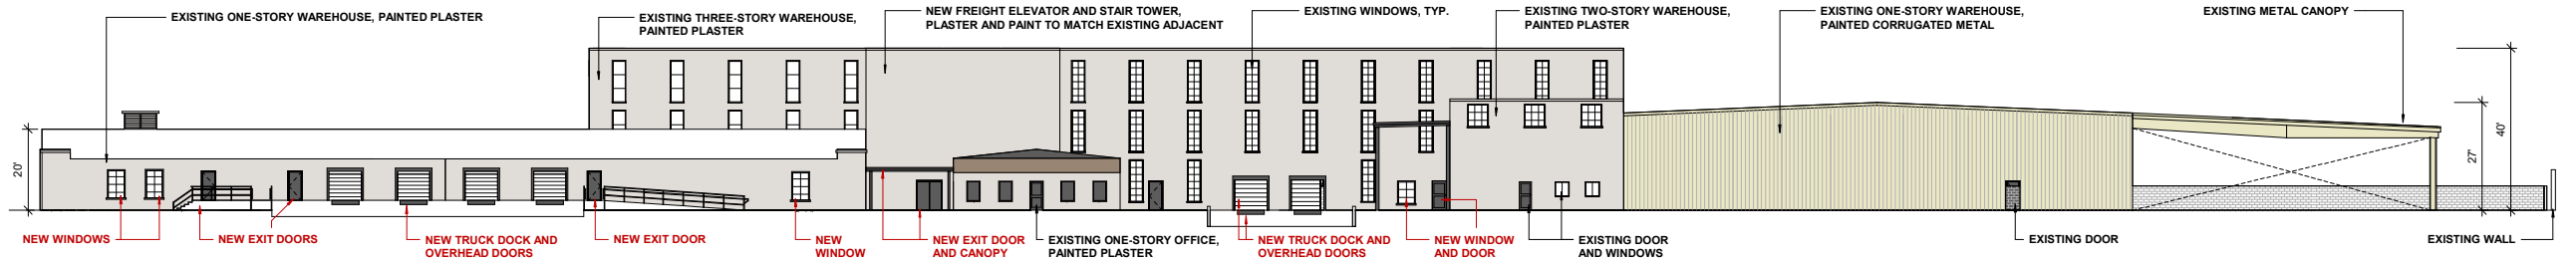 EXISTING ONE-STORY WAREHOUSE, PAINTED PLASTER
EXISTING THREE-STORY WAREHOUSE,
PAINTED PLASTER
NEW FREIGHT ELEVATOR AND STAIR TOWER,
PLASTER AND PAINT TO MATCH EXISTING ADJACENT
EXISTING WINDOWS, TYP.
EXISTING TWO-STORY WAREHOUSE,
PAINTED PLASTER
EXISTING ONE-STORY WAREHOUSE,
PAINTED CORRUGATED METAL
EXISTING METAL CANOPY
20'
27'
40'
NEW WINDOWS
NEW EXIT DOORS
NEW TRUCK DOCK AND
OVERHEAD DOORS
NEW EXIT DOOR
NEW
WINDOW
NEW EXIT DOOR
AND CANOPY
EXISTING ONE-STORY OFFICE,
PAINTED PLASTER
NEW TRUCK DOCK AND
OVERHEAD DOORS
NEW WINDOW
AND DOOR
EXISTING DOOR
AND WINDOWS
EXISTING DOOR
EXISTING WALL